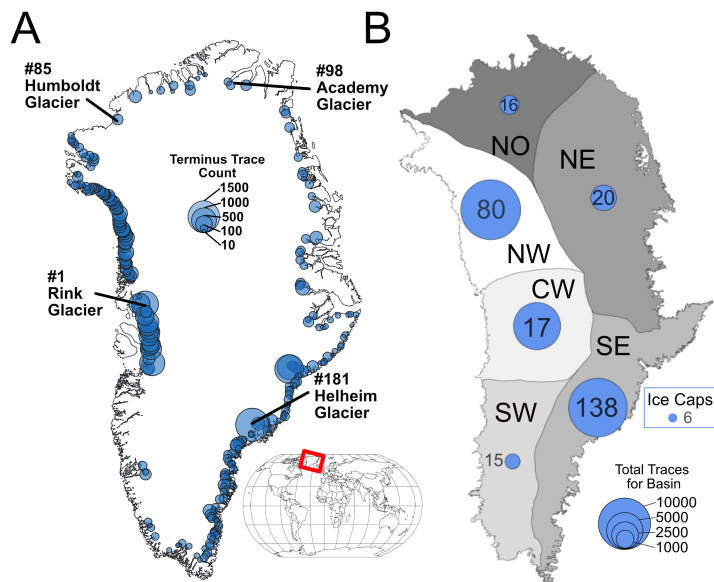 A
#85
Humboldt
Glacier
#98
Academy
Glacier
Terminus Trace
Count
1500
1000
500
100
10
#1
Rink
Glacier
#181
Helheim
Glacier
B
16
NO
NE
20
80
NW
CW
17
SE
138
SW
15
Ice Caps
6
Total Traces
for Basin
10000
5000
2500
1000